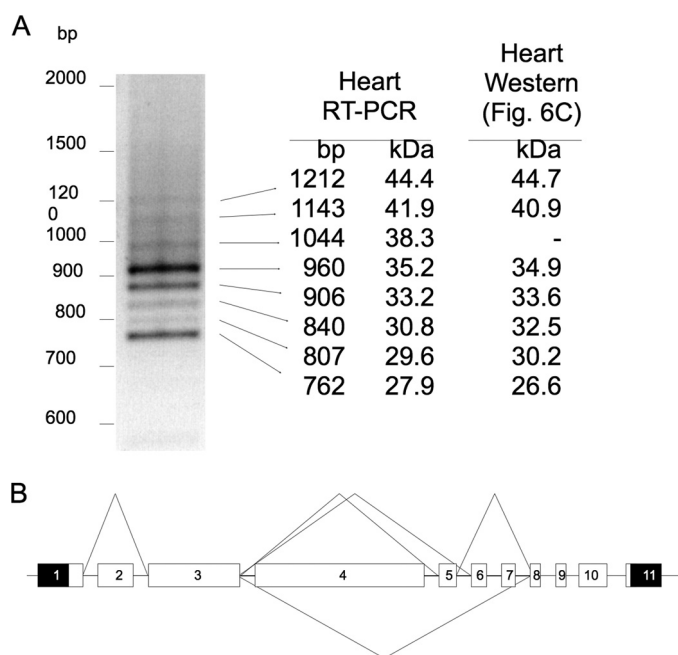 A
bp
2000
1500
120
0
1000
900
800
700
600
Heart
RT-PCR
Heart
Western
(Fig. 6C)
bp kDa kDa
1212 44.4 44.7
1143 41.9 40.9
1044 38.3 -
960 35.2 34.9
906 33.2 33.6
840 30.8 32.5
807 29.6 30.2
762 27.9 26.6
B
1 2 3 4 5 6 7 8 9 10 11